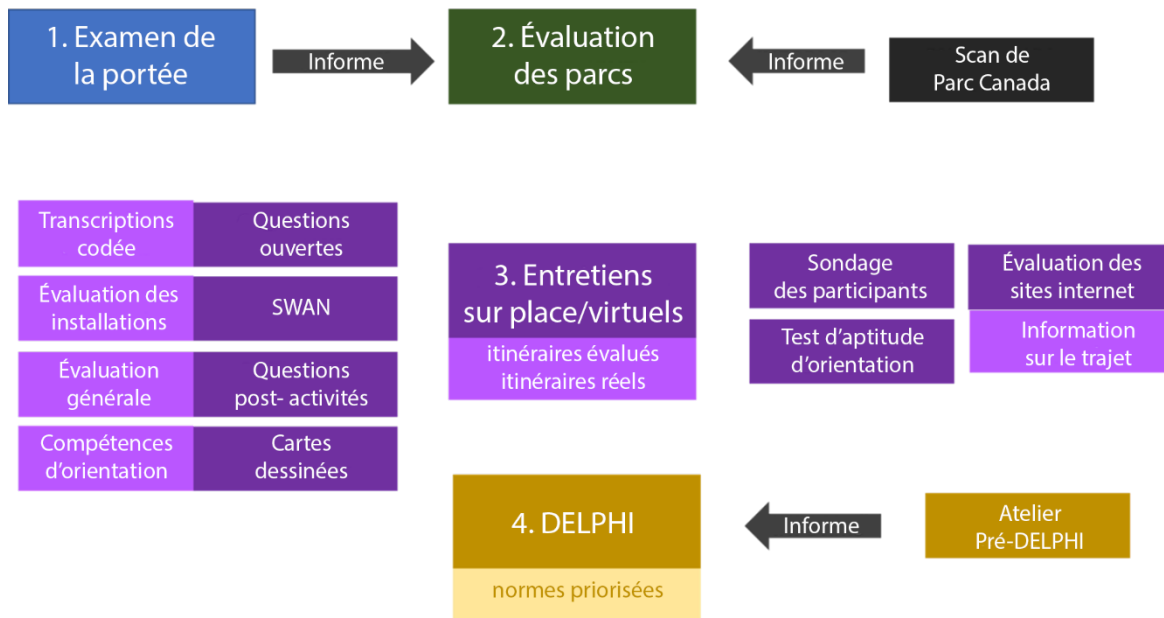 1. Examen de
la portée
Informe
2. Évaluation
des parcs
Informe
Scan de
Parc Canada
Transcriptions
codée
Questions
ouvertes
Évaluation des
installations
SWAN
Évaluation
générale
Questions
post- activités
Compétences
d'orientation
Cartes
dessinées
3. Entretiens
sur place/virtuels
itinéraires évalués
itinéraires réels
Sondage
des participants
Évaluation des
sites internet
Test d'aptitude
d'orientation
Information
sur le trajet
4. DELPHI
normes priorisées
Informe
Atelier
Pré-DELPHI